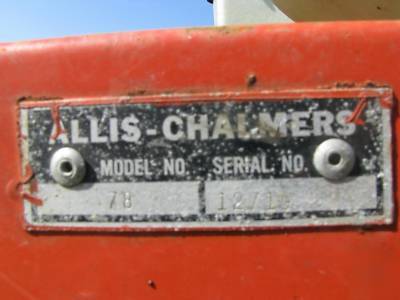 ALLIS-CHALMERS
MODEL NO. SERIAL NO.
78